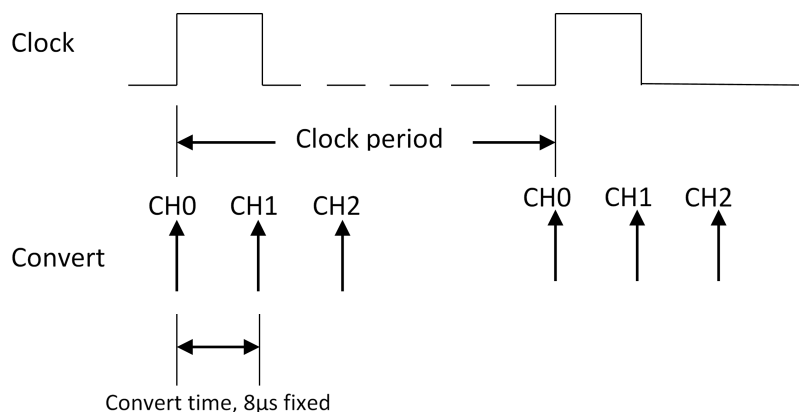 Clock
Clock period
CH0 CH1 CH2 CH0 CH1 CH2
Convert
Convert time, 8µs fixed